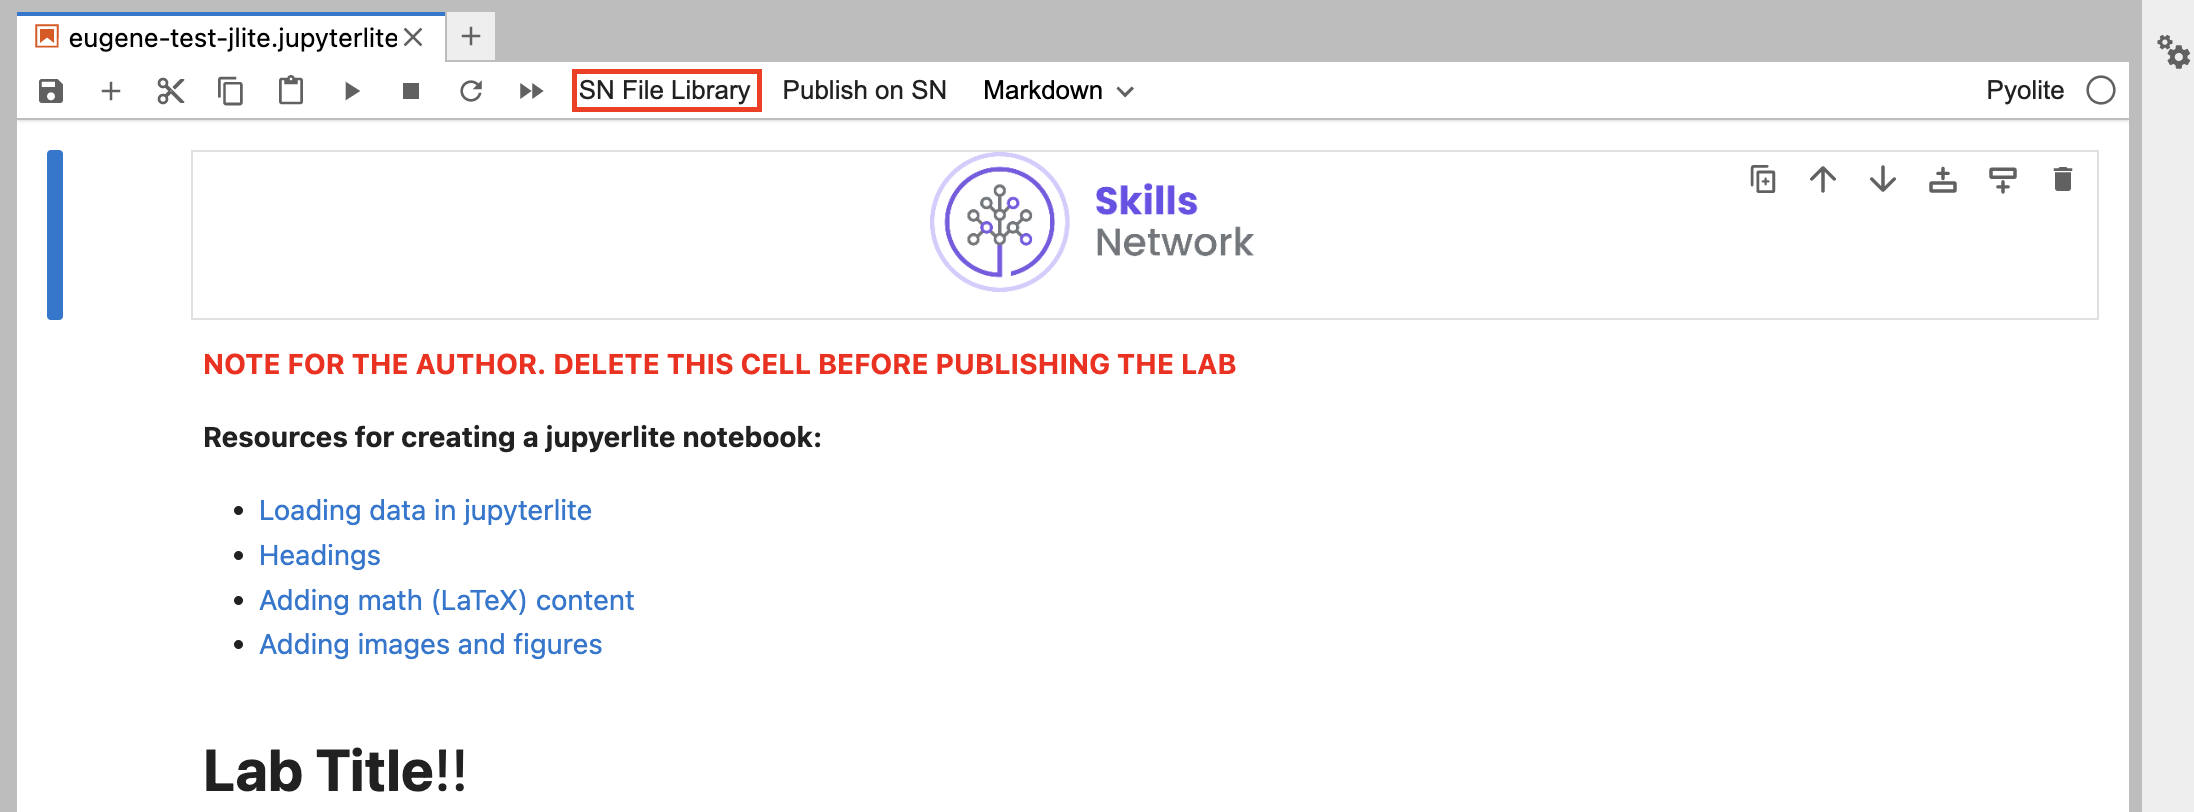 eugene-test-jlite.jupyterlite
SN File Library Publish on SN Markdown Pyolite
Skills
Network
NOTE FOR THE AUTHOR. DELETE THIS CELL BEFORE PUBLISHING THE LAB
Resources for creating a jupyerlite notebook:
Loading data in jupyterlite
Headings
Adding math (LaTeX) content
Adding images and figures
Lab Title!!